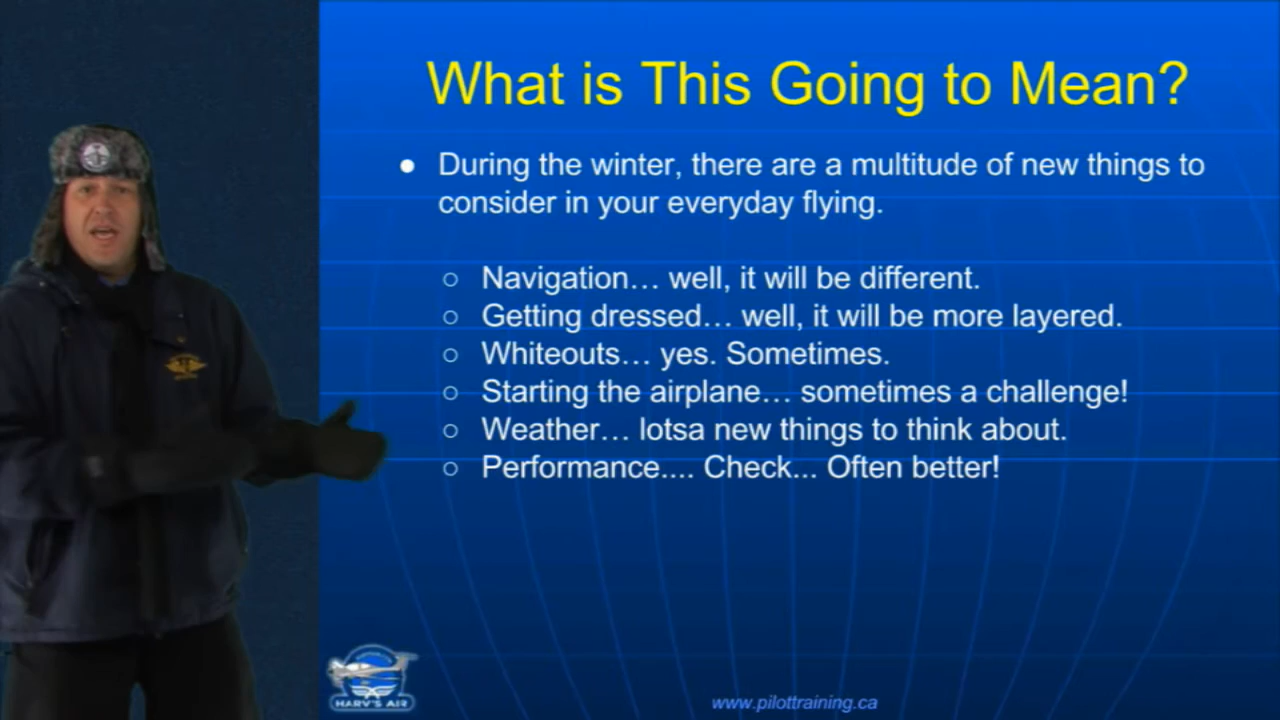 What is This Going to Mean?
● During the winter, there are a multitude of new things to
consider in your everyday flying.
○ Navigation… well, it will be different.
○ Getting dressed… well, it will be more layered.
○ Whiteouts… yes. Sometimes.
○ Starting the airplane… sometimes a challenge!
○ Weather… lotsa new things to think about.
○ Performance.... Check... Often better!
HARV'S AIR
www.pilottraining.ca